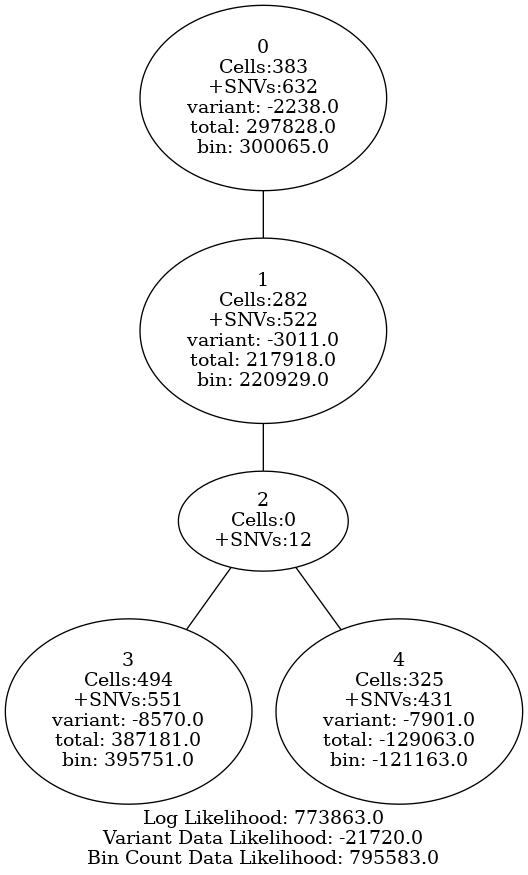 0
Cells:383
+SNVs:632
variant: -2238.0
total: 297828.0
bin: 300065.0
1
Cells:282
+SNVs:522
variant: -3011.0
total: 217918.0
bin: 220929.0
2
Cells:0
+SNVs:12
3
Cells:494
+SNVs:551
variant: -8570.0
total: 387181.0
bin: 395751.0
4
Cells:325
+SNVs:431
variant: -7901.0
total: -129063.0
bin: -121163.0
Log Likelihood: 773863.0
Variant Data Likelihood: -21720.0
Bin Count Data Likelihood: 795583.0